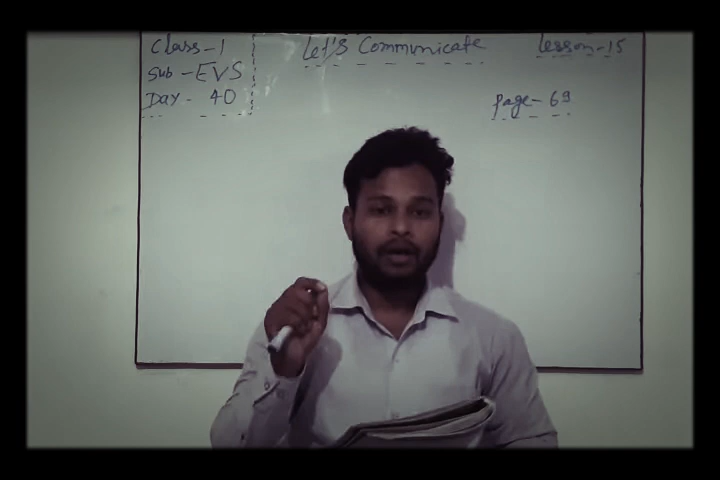 Class-1
Sub-EVS
Day- 40
Let's Communicate
lesson-15
page-69